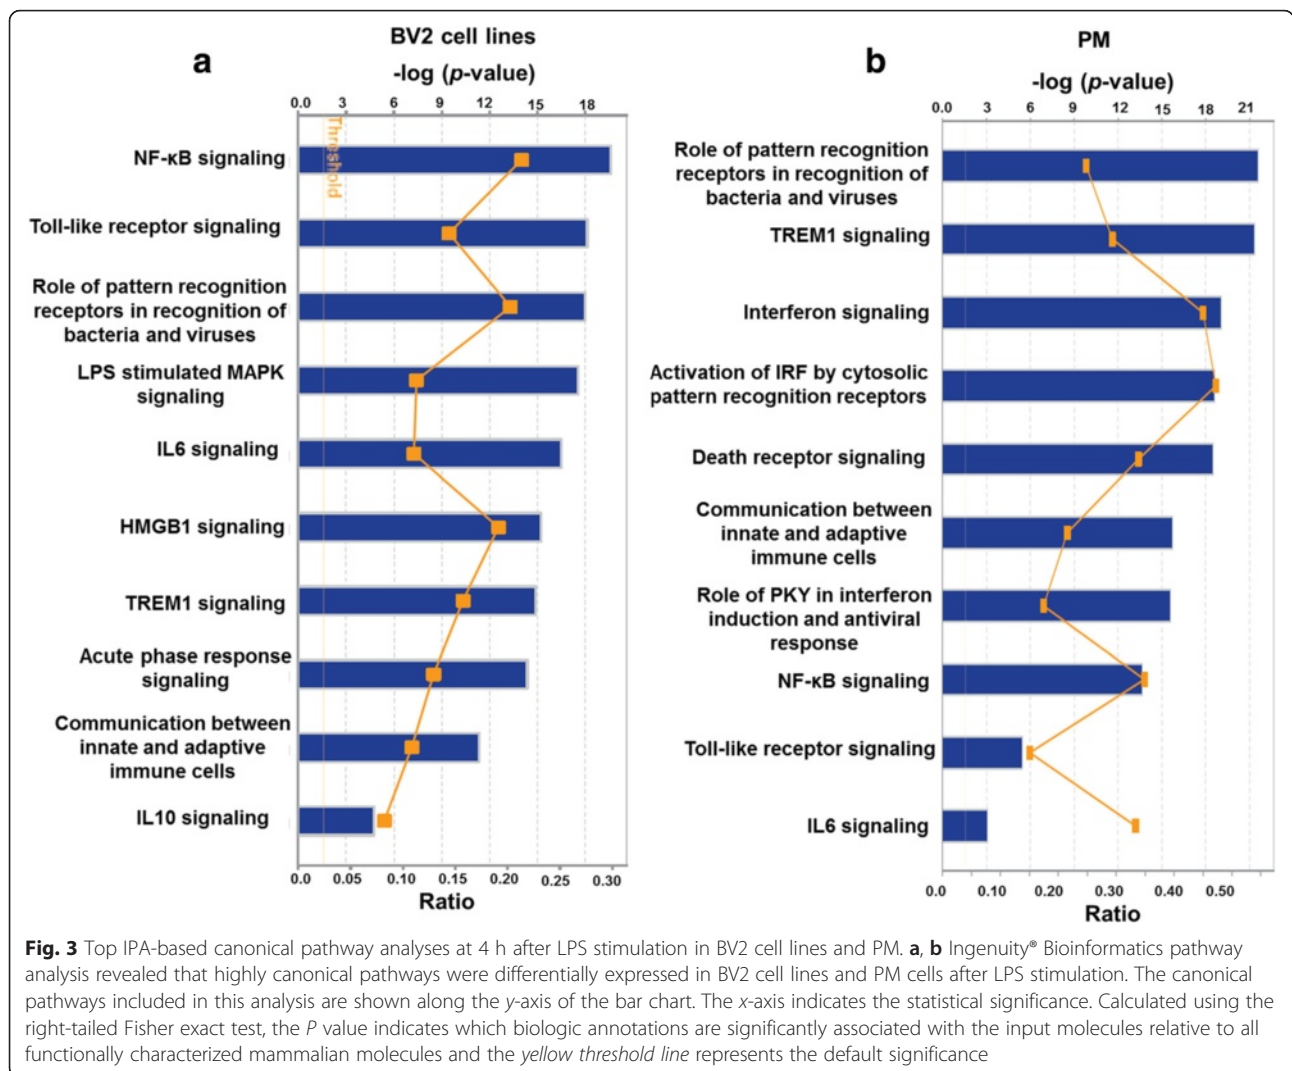 a
BV2 cell lines
-log (p-value)
0.0 3 6 9 12 15 18
Threshold
NF-κB signaling
Toll-like receptor signaling
Role of pattern recognition
receptors in recognition of
bacteria and viruses
LPS stimulated MAPK
signaling
IL6 signaling
HMGB1 signaling
TREM1 signaling
Acute phase response
signaling
Communication between
innate and adaptive
immune cells
IL10 signaling
0.0 0.05 0.10 0.15 0.20 0.25 0.30
Ratio
b
PM
-log (p-value)
0.0 3 6 9 12 15 18 21
Role of pattern recognition
receptors in recognition of
bacteria and viruses
TREM1 signaling
Interferon signaling
Activation of IRF by cytosolic
pattern recognition receptors
Death receptor signaling
Communication between
innate and adaptive
immune cells
Role of PKY in interferon
induction and antiviral
response
NF-κB signaling
Toll-like receptor signaling
IL6 signaling
0.0 0.10 0.20 0.30 0.40 0.50
Ratio
Fig. 3 Top IPA-based canonical pathway analyses at 4 h after LPS stimulation in BV2 cell lines and PM. a, b Ingenuity® Bioinformatics pathway
analysis revealed that highly canonical pathways were differentially expressed in BV2 cell lines and PM cells after LPS stimulation. The canonical
pathways included in this analysis are shown along the y-axis of the bar chart. The x-axis indicates the statistical significance. Calculated using the
right-tailed Fisher exact test, the P value indicates which biologic annotations are significantly associated with the input molecules relative to all
functionally characterized mammalian molecules and the yellow threshold line represents the default significance